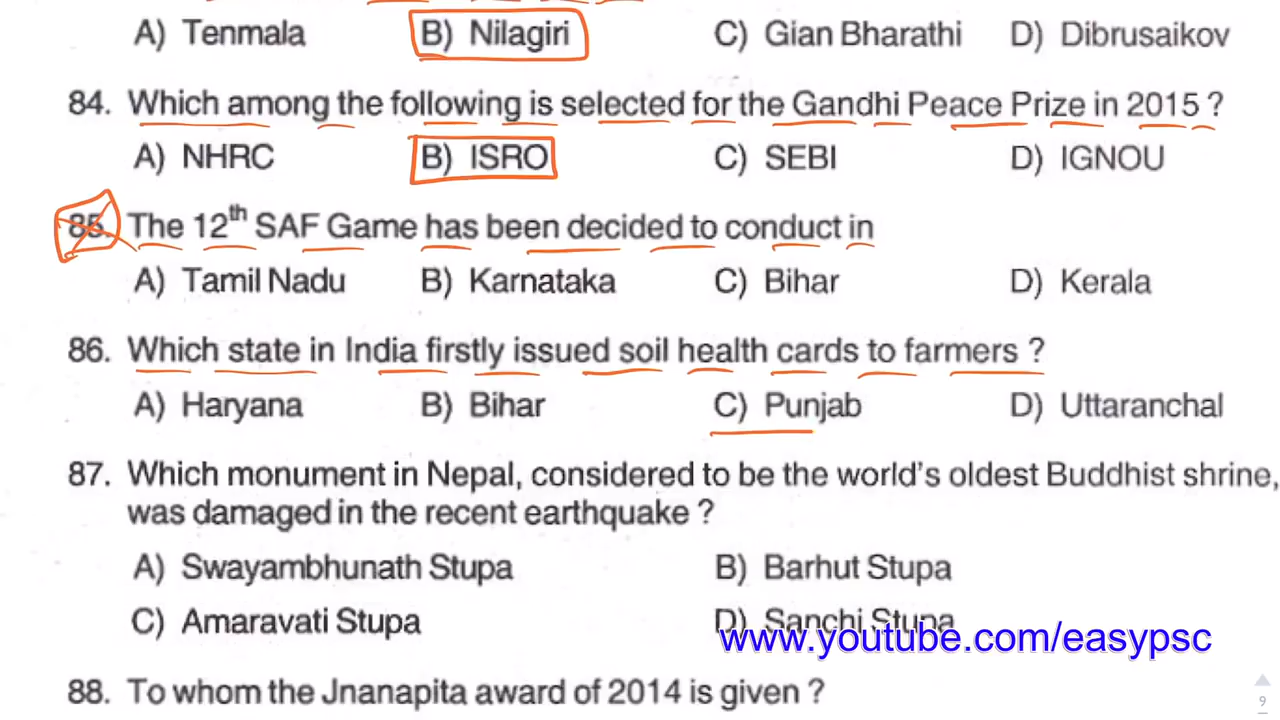 A) Tenmala B) Nilagiri C) Gian Bharathi D) Dibrusaikov
84. Which among the following is selected for the Gandhi Peace Prize in 2015 ?
A) NHRC B) ISRO C) SEBI D) IGNOU
85. The 12th SAF Game has been decided to conduct in
A) Tamil Nadu B) Karnataka C) Bihar D) Kerala
86. Which state in India firstly issued soil health cards to farmers ?
A) Haryana B) Bihar C) Punjab D) Uttaranchal
87. Which monument in Nepal, considered to be the world's oldest Buddhist shrine,
was damaged in the recent earthquake ?
A) Swayambhunath Stupa B) Barhut Stupa
C) Amaravati Stupa D) Sanchi Stupa
www.youtube.com/easypsc
88. To whom the Jnanapita award of 2014 is given ?
9